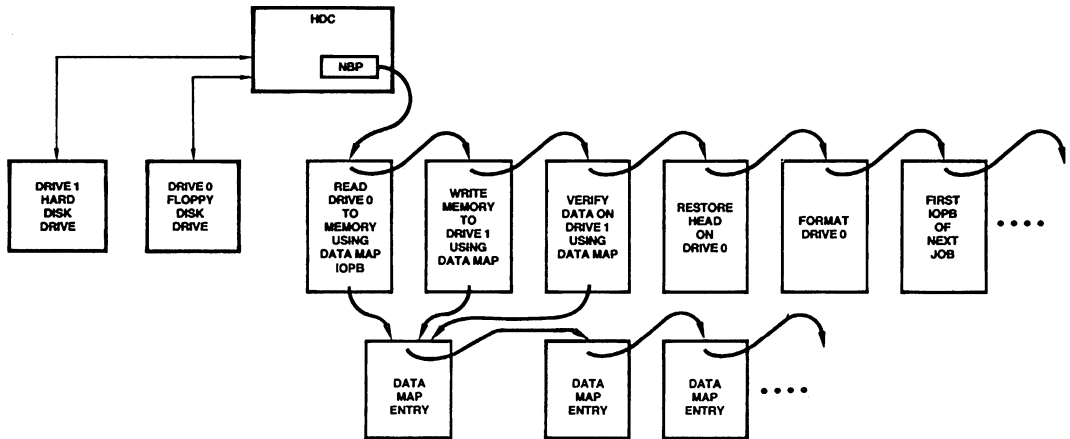 HDC
NBP
DRIVE 1
HARD
DISK
DRIVE
DRIVE 0
FLOPPY
DISK
DRIVE
READ
DRIVE 0
TO
MEMORY
USING
DATA MAP
IOPB
WRITE
MEMORY
TO
DRIVE 1
USING
DATA MAP
VERIFY
DATA ON
DRIVE 1
USING
DATA MAP
RESTORE
HEAD
ON
DRIVE 0
FORMAT
DRIVE 0
FIRST
IOPB
OF
NEXT
JOB
DATA
MAP
ENTRY
DATA
MAP
ENTRY
DATA
MAP
ENTRY